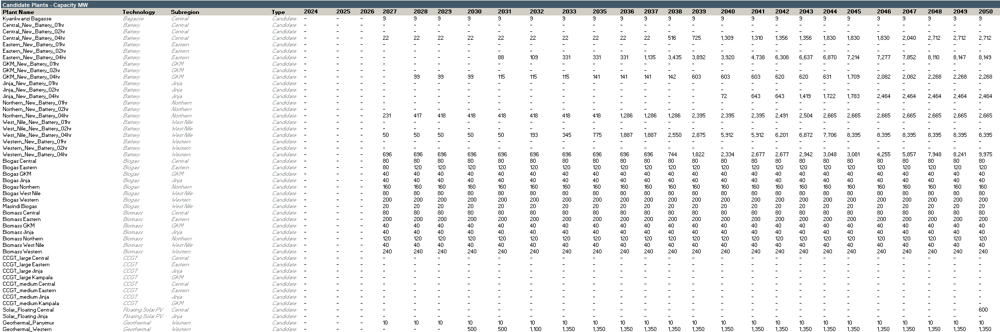 Candidate Plants - Capacity MW
Plant Name Technology Subregion Type 2024 2025 2026 2027 2028 2029 2030 2031 2032 2033 2035 2036 2037 2038 2039 2040 2041 2042 2043 2044 2045 2046 2047 2048 2049 2050
Kyankwanzi Bagasse Bagasse Central Candidate - - - 9 9 9 9 9 9 9 9 9 9 9 9 9 9 9 9 9 9 9 9 9 9 9
Central_New_Battery_01hr Battery Central Candidate - - - - - - - - - - - - - - - - - - - - - - - - - -
Central_New_Battery_02hr Battery Central Candidate - - - - - - - - - - - - - - - - - - - - - - - - - -
Central_New_Battery_04hr Battery Central Candidate - - - 22 22 22 22 22 22 22 22 22 22 516 725 1,309 1,310 1,356 1,356 1,830 1,830 1,830 2,040 2,712 2,712 2,712
Eastern_New_Battery_01hr Battery Eastern Candidate - - - - - - - - - - - - - - - - - - - - - - - - - -
Eastern_New_Battery_02hr Battery Eastern Candidate - - - - - - - - - - - - - - - - - - - - - - - - - -
Eastern_New_Battery_04hr Battery Eastern Candidate - - - - - - - 88 109 331 331 331 1,135 3,435 3,892 3,920 4,738 6,308 6,637 6,870 7,214 7,277 7,852 8,110 8,147 8,149
GKM_New_Battery_01hr Battery GKM Candidate - - - - - - - - - - - - - - - - - - - - - - - - - -
GKM_New_Battery_02hr Battery GKM Candidate - - - - - - - - - - - - - - - - - - - - - - - - - -
GKM_New_Battery_04hr Battery GKM Candidate - - - - 99 99 99 115 115 115 141 141 141 142 603 603 603 620 620 631 1,709 2,082 2,082 2,268 2,268 2,268
Jinja_New_Battery_01hr Battery Jinja Candidate - - - - - - - - - - - - - - - - - - - - - - - - - -
Jinja_New_Battery_02hr Battery Jinja Candidate - - - - - - - - - - - - - - - - - - - - - - - - - -
Jinja_New_Battery_04hr Battery Jinja Candidate - - - - - - - - - - - - - - - 72 643 643 1,419 1,722 1,783 2,464 2,464 2,464 2,464 2,464
Northern_New_Battery_01hr Battery Northern Candidate - - - - - - - - - - - - - - - - - - - - - - - - - -
Northern_New_Battery_02hr Battery Northern Candidate - - - - - - - - - - - - - - - - - - - - - - - - - -
Northern_New_Battery_04hr Battery Northern Candidate - - - 231 417 418 418 418 418 418 418 1,286 1,286 1,286 2,395 2,395 2,395 2,491 2,504 2,665 2,665 2,665 2,665 2,665 2,665 2,665
West_Nile_New_Battery_01hr Battery West Nile Candidate - - - - - - - - - - - - - - - - - - - - - - - - - -
West_Nile_New_Battery_02hr Battery West Nile Candidate - - - - - - - - - - - - - - - - - - - - - - - - - -
West_Nile_New_Battery_04hr Battery West Nile Candidate - - - 50 50 50 50 50 193 345 775 1,887 1,887 2,550 2,875 5,912 5,912 6,201 6,872 7,706 8,395 8,395 8,395 8,395 8,395 8,395
Western_New_Battery_01hr Battery Western Candidate - - - - - - - - - - - - - - - - - - - - - - - - - -
Western_New_Battery_02hr Battery Western Candidate - - - - - - - - - - - - - - - - - - - - - - - - - -
Western_New_Battery_04hr Battery Western Candidate - - - 696 696 696 696 696 696 696 696 696 696 744 1,822 2,334 2,677 2,677 2,942 3,048 3,081 4,255 5,857 7,948 8,241 9,975
Biogas Central Biogas Central Candidate - - - 80 80 80 80 80 80 80 80 80 80 80 80 80 80 80 80 80 80 80 80 80 80 80
Biogas Eastern Biogas Eastern Candidate - - - 80 120 120 120 120 120 120 120 120 120 120 120 120 120 120 120 120 120 120 120 120 120 120
Biogas GKM Biogas GKM Candidate - - - 40 40 40 40 40 40 40 40 40 40 40 40 40 40 40 40 40 40 40 40 40 40 40
Biogas Jinja Biogas Jinja Candidate - - - 40 40 40 40 40 40 40 40 40 40 40 40 40 40 40 40 40 40 40 40 40 40 40
Biogas Northern Biogas Northern Candidate - - - 160 160 160 160 160 160 160 160 160 160 160 160 160 160 160 160 160 160 160 160 160 160 160
Biogas West Nile Biogas West Nile Candidate - - - 80 80 80 80 80 80 80 80 80 80 80 80 80 80 80 80 80 80 80 80 80 80 80
Biogas Western Biogas Western Candidate - - - 200 200 200 200 200 200 200 200 200 200 200 200 200 200 200 200 200 200 200 200 200 200 200
Masindi Biogas Biogas West Nile Candidate - - - 20 20 20 20 20 20 20 20 20 20 20 20 20 20 20 20 20 20 20 20 20 20 20
Biomass Central Biomass Central Candidate - - - 80 80 80 80 80 80 80 80 80 80 80 80 80 80 80 80 80 80 80 80 80 80 80
Biomass Eastern Biomass Eastern Candidate - - - 200 200 200 200 200 200 200 200 200 200 200 200 200 200 200 200 200 200 200 200 200 200 200
Biomass GKM Biomass GKM Candidate - - - 40 40 40 40 40 40 40 40 40 40 40 40 40 40 40 40 40 40 40 40 40 40 40
Biomass Jinja Biomass Jinja Candidate - - - 40 40 40 40 40 40 40 40 40 40 40 40 40 40 40 40 40 40 40 40 40 40 40
Biomass Northern Biomass Northern Candidate - - - 120 120 120 120 120 120 120 120 120 120 120 120 120 120 120 120 120 120 120 120 120 120 120
Biomass West Nile Biomass West Nile Candidate - - - 40 40 40 40 40 40 40 40 40 40 40 40 40 40 40 40 40 40 40 40 40 40 40
Biomass Western Biomass Western Candidate - - - 240 240 240 240 240 240 240 240 240 240 240 240 240 240 240 240 240 240 240 240 240 240 240
CCGT_large Central CCGT Central Candidate - - - - - - - - - - - - - - - - - - - - - - - - - -
CCGT_large Eastern CCGT Eastern Candidate - - - - - - - - - - - - - - - - - - - - - - - - - -
CCGT_large Jinja CCGT Jinja Candidate - - - - - - - - - - - - - - - - - - - - - - - - - -
CCGT_large Kampala CCGT GKM Candidate - - - - - - - - - - - - - - - - - - - - - - - - - -
CCGT_medium Central CCGT Central Candidate - - - - - - - - - - - - - - - - - - - - - - - - - -
CCGT_medium Eastern CCGT Eastern Candidate - - - - - - - - - - - - - - - - - - - - - - - - - -
CCGT_medium Jinja CCGT Jinja Candidate - - - - - - - - - - - - - - - - - - - - - - - - - -
CCGT_medium Kampala CCGT GKM Candidate - - - - - - - - - - - - - - - - - - - - - - - - - -
Solar_Floating Central Floating Solar PV Central Candidate - - - - - - - - - - - - - - - - - - - - - - - - - 600
Solar_Floating Jinja Floating Solar PV Jinja Candidate - - - - - - - - - - - - - - - - - - - - - - - - - -
Geothermal_Panyimur Geothermal Western Candidate - - - 10 10 10 10 10 10 10 10 10 10 10 10 10 10 10 10 10 10 10 10 10 10 10
Geothermal_Western Geothermal Western Candidate - - - - - - 500 500 1,100 1,350 1,350 1,350 1,350 1,350 1,350 1,350 1,350 1,350 1,350 1,350 1,350 1,350 1,350 1,350 1,350 1,350